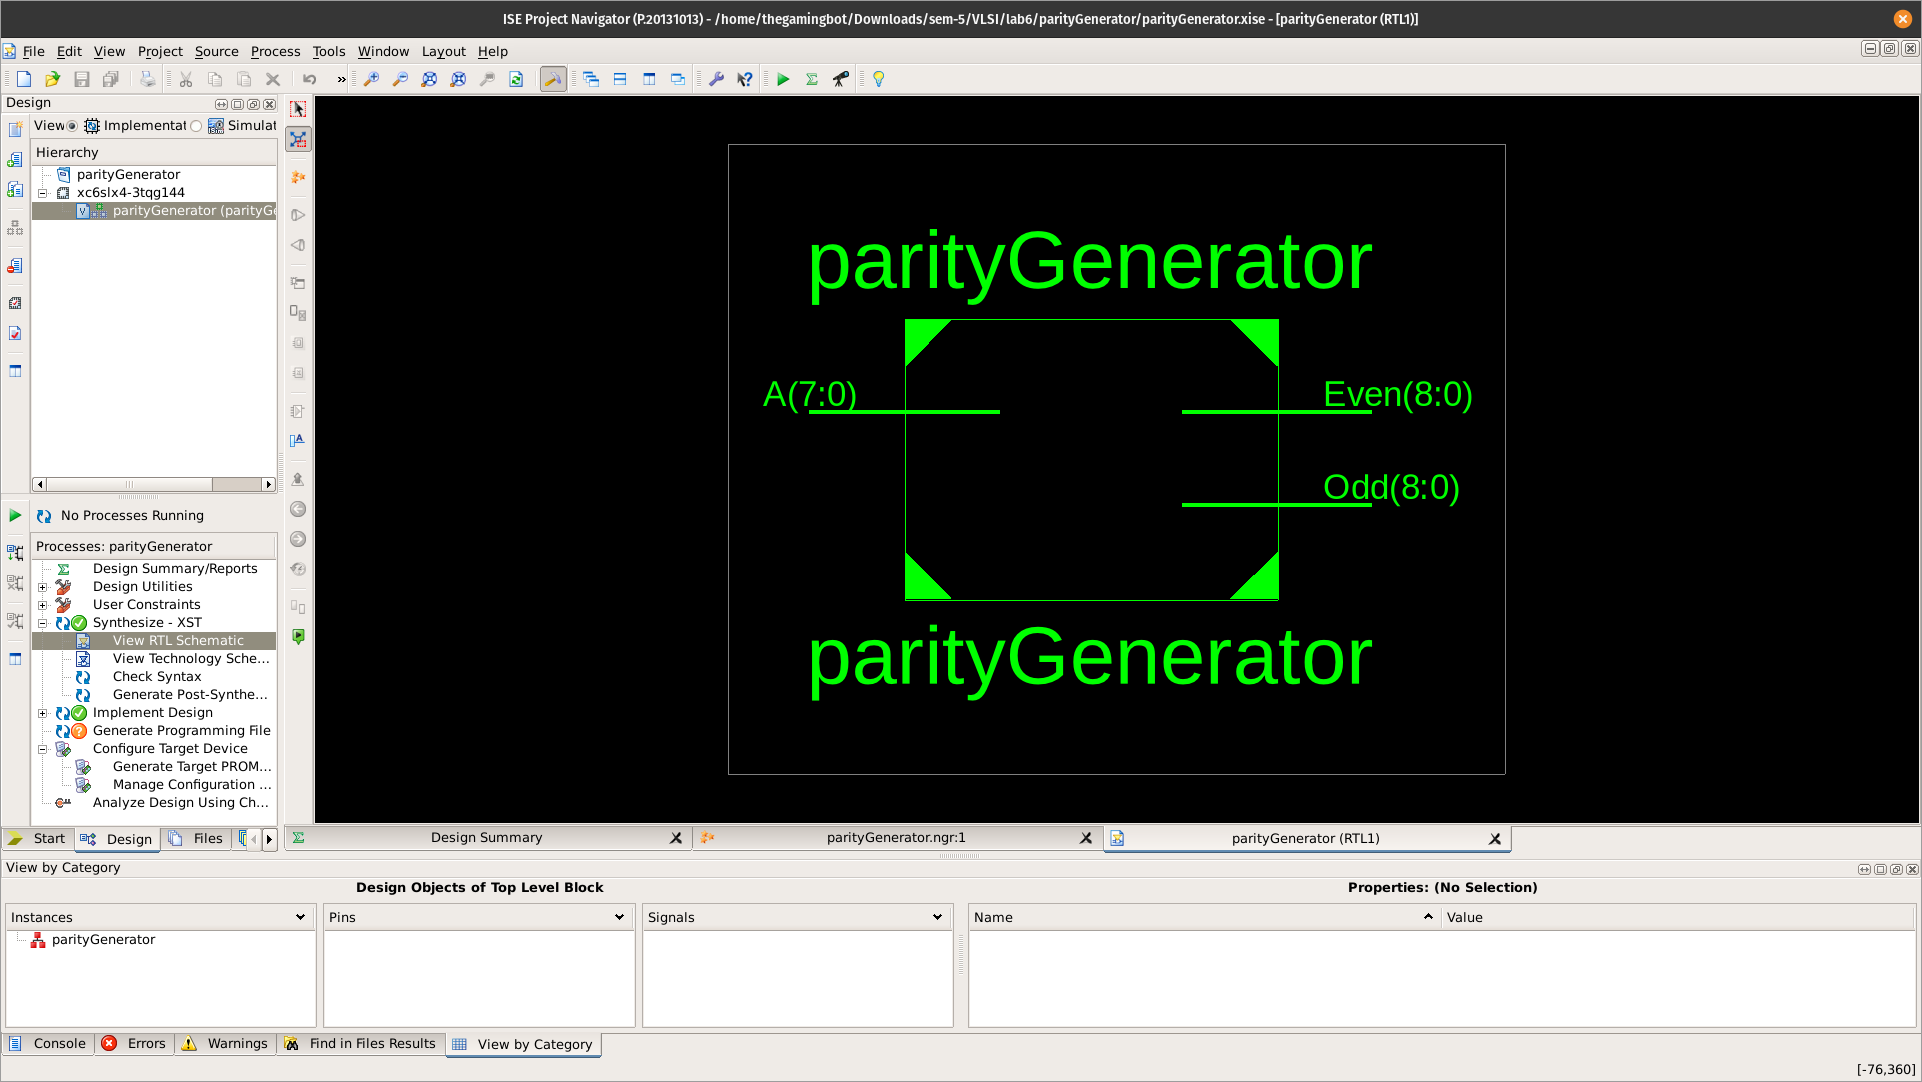 ISE Project Navigator (P.20131013) - /home/thegamingbot/Downloads/sem-5/VLSI/lab6/parityGenerator/parityGenerator.xise - [parityGenerator (RTL1)]
File Edit View Project Source Process Tools Window Layout Help
»
Design
View Implementat Simulat
Hierarchy
parityGenerator
xc6slx4-3tqg144
parityGenerator (parityGe
No Processes Running
Processes: parityGenerator
Design Summary/Reports
Design Utilities
User Constraints
Synthesize - XST
View RTL Schematic
View Technology Sche...
Check Syntax
Generate Post-Synthe...
Implement Design
Generate Programming File
Configure Target Device
Generate Target PROM...
Manage Configuration ...
Analyze Design Using Ch...
Start Design Files
parityGenerator
A(7:0)
Even(8:0)
Odd(8:0)
parityGenerator
Design Summary parityGenerator.ngr:1 parityGenerator (RTL1)
View by Category
Design Objects of Top Level Block Properties: (No Selection)
Instances Pins Signals Name Value
parityGenerator
Console Errors Warnings Find in Files Results View by Category
[-76,360]